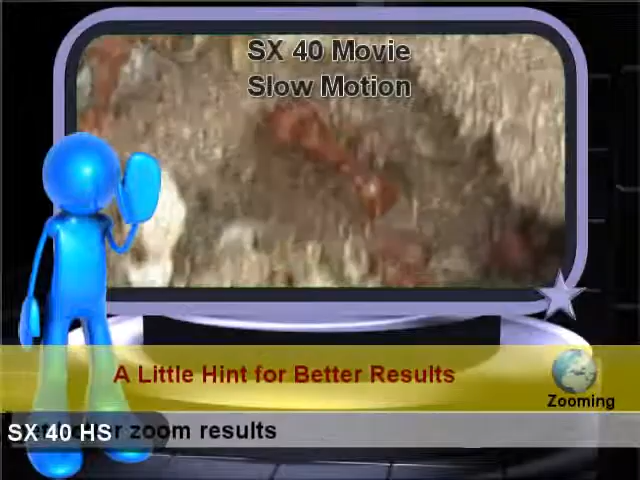 SX 40 Movie
Slow Motion
A Little Hint for Better Results
Zooming
SX 40 HS
zoom results